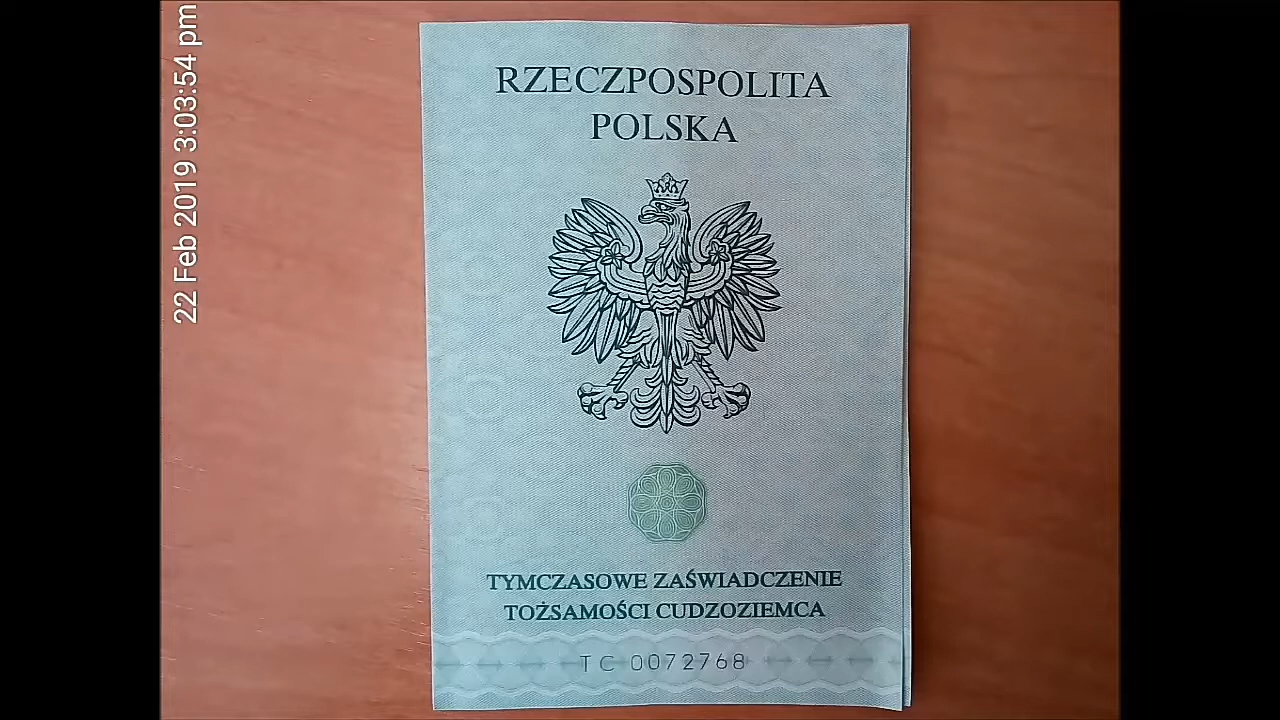 22 Feb 2019 3:03:54 pm
RZECZPOSPOLITA
POLSKA
TYMCZASOWE ZAŚWIADCZENIE
TOŻSAMOŚCI CUDZOZIEMCA
TC 0072768